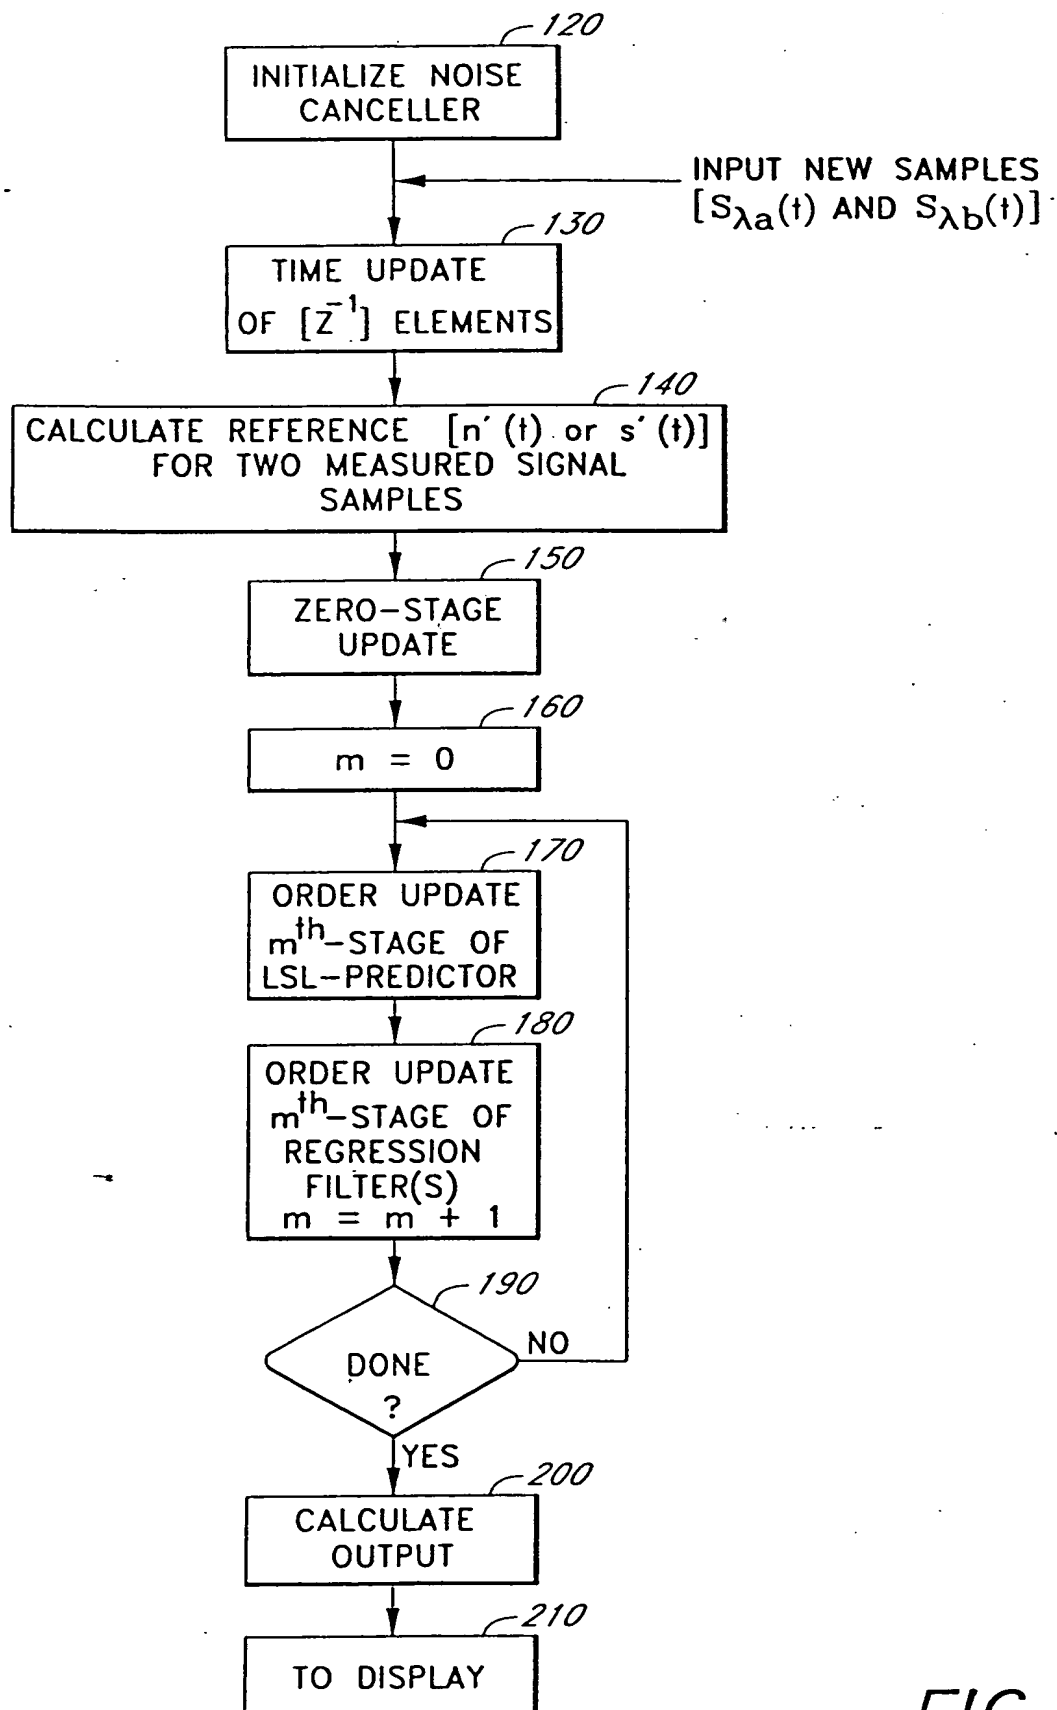 120
INITIALIZE NOISE
CANCELLER
INPUT NEW SAMPLES
[Sλa(t) AND Sλb(t)]
130
TIME UPDATE
OF [Z⁻¹] ELEMENTS
140
CALCULATE REFERENCE [n′(t) or s′(t)]
FOR TWO MEASURED SIGNAL
SAMPLES
150
ZERO-STAGE
UPDATE
160
m = 0
170
ORDER UPDATE
mᵗʰ-STAGE OF
LSL-PREDICTOR
180
ORDER UPDATE
mᵗʰ-STAGE OF
REGRESSION
FILTER(S)
m = m + 1
190
DONE
?
NO
YES
200
CALCULATE
OUTPUT
210
TO DISPLAY
FIG